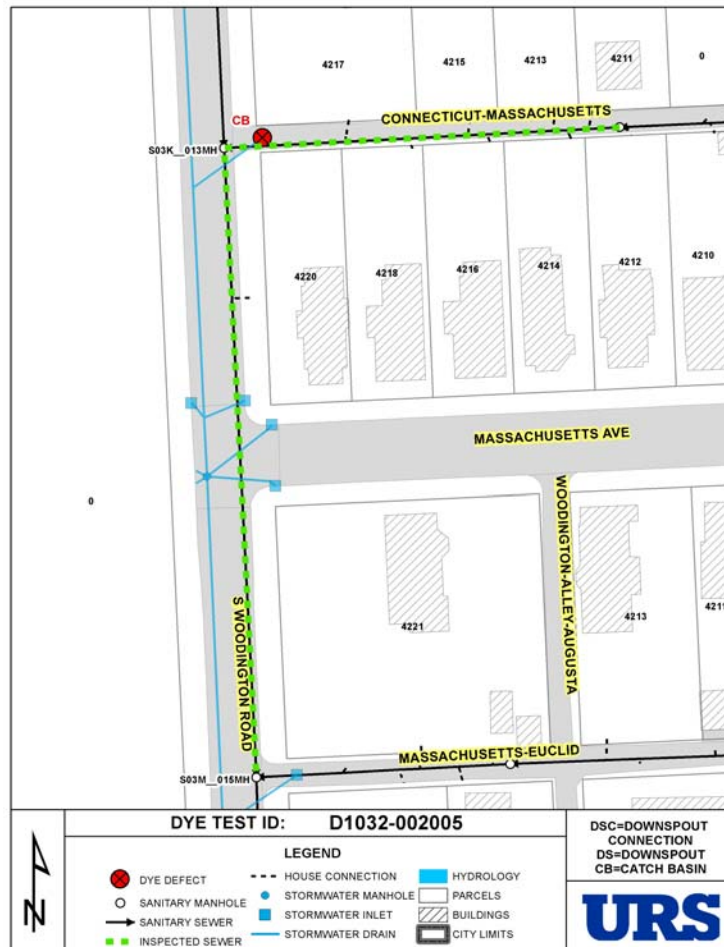 4217
4215
4213
4211
0
CB
CONNECTICUT-MASSACHUSETTS
S03K__013MH
4220
4218
4216
4214
4212
4210
MASSACHUSETTS AVE
0
WOODINGTON-ALLEY-AUGUSTA
4221
4213
4211
S WOODINGTON ROAD
MASSACHUSETTS-EUCLID
S03M__015MH
DYE TEST ID: D1032-002005
LEGEND
DYE DEFECT
SANITARY MANHOLE
SANITARY SEWER
INSPECTED SEWER
HOUSE CONNECTION
STORMWATER MANHOLE
STORMWATER INLET
STORMWATER DRAIN
HYDROLOGY
PARCELS
BUILDINGS
CITY LIMITS
DSC=DOWNSPOUT
CONNECTION
DS=DOWNSPOUT
CB=CATCH BASIN
N
URS